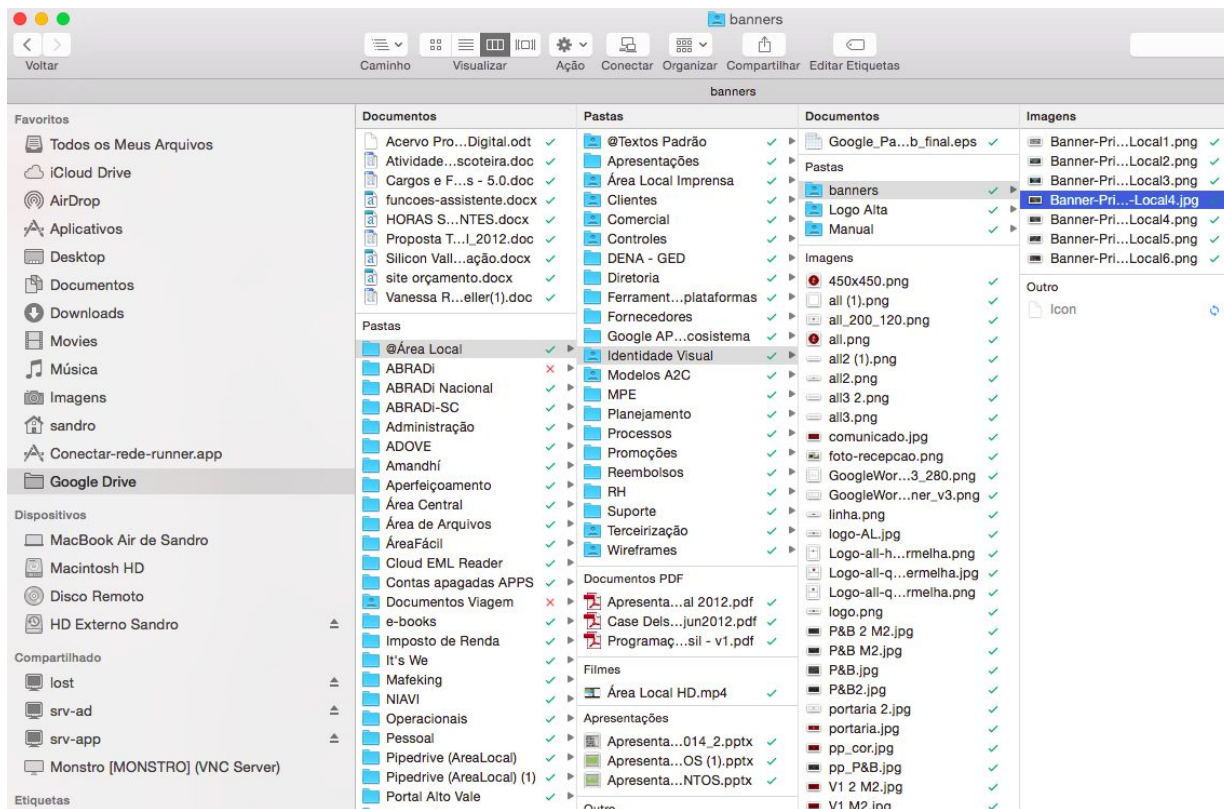 banners
Voltar
Caminho
Visualizar
Ação
Conectar
Organizar
Compartilhar
Editar Etiquetas
banners
Favoritos
Todos os Meus Arquivos
iCloud Drive
AirDrop
Aplicativos
Desktop
Documentos
Downloads
Movies
Música
Imagens
sandro
Conectar-rede-runner.app
Google Drive
Dispositivos
MacBook Air de Sandro
Macintosh HD
Disco Remoto
HD Externo Sandro
Compartilhado
lost
srv-ad
srv-app
Monstro [MONSTRO] (VNC Server)
Etiquetas
Documentos
Acervo Pro...Digital.odt
Atividade...scoteira.doc
Cargos e F...s - 5.0.doc
funcoes-assistente.docx
HORAS S...NTES.docx
Proposta T...l_2012.doc
Silicon Vall...ação.docx
site orçamento.docx
Vanessa R...eller(1).doc
Pastas
@Área Local
ABRADi
ABRADi Nacional
ABRADi-SC
Administração
ADOVE
Amandhí
Aperfeiçoamento
Área Central
Área de Arquivos
ÁreaFácil
Cloud EML Reader
Contas apagadas APPS
Documentos Viagem
e-books
Imposto de Renda
It's We
Mafeking
NIAVI
Operacionais
Pessoal
Pipedrive (AreaLocal)
Pipedrive (AreaLocal) (1)
Portal Alto Vale
Pastas
@Textos Padrão
Apresentações
Área Local Imprensa
Clientes
Comercial
Controles
DENA - GED
Diretoria
Ferrament...plataformas
Fornecedores
Google AP...cosistema
Identidade Visual
Modelos A2C
MPE
Planejamento
Processos
Promoções
Reembolsos
RH
Suporte
Terceirização
Wireframes
Documentos PDF
Apresenta...al 2012.pdf
Case Dels...jun2012.pdf
Programaç...sil - v1.pdf
Filmes
Área Local HD.mp4
Apresentações
Apresenta...014_2.pptx
Apresenta...OS (1).pptx
Apresenta...NTOS.pptx
Outro
Documentos
Google_Pa...b_final.eps
Pastas
banners
Logo Alta
Manual
Imagens
450x450.png
all (1).png
all_200_120.png
all.png
all2 (1).png
all2.png
all3 2.png
all3.png
comunicado.jpg
foto-recepcao.png
GoogleWor...3_280.png
GoogleWor...ner_v3.png
linha.png
logo-AL.jpg
Logo-all-h...rmelha.png
Logo-all-q...ermelha.jpg
Logo-all-q...rmelha.png
logo.png
P&B 2 M2.jpg
P&B M2.jpg
P&B.jpg
P&B2.jpg
portaria 2.jpg
portaria.jpg
pp_cor.jpg
pp_P&B.jpg
V1 2 M2.jpg
V1 M2.jpg
Imagens
Banner-Pri...Local1.png
Banner-Pri...Local2.png
Banner-Pri...Local3.png
Banner-Pri...-Local4.jpg
Banner-Pri...Local4.png
Banner-Pri...Local5.png
Banner-Pri...Local6.png
Outro
Icon